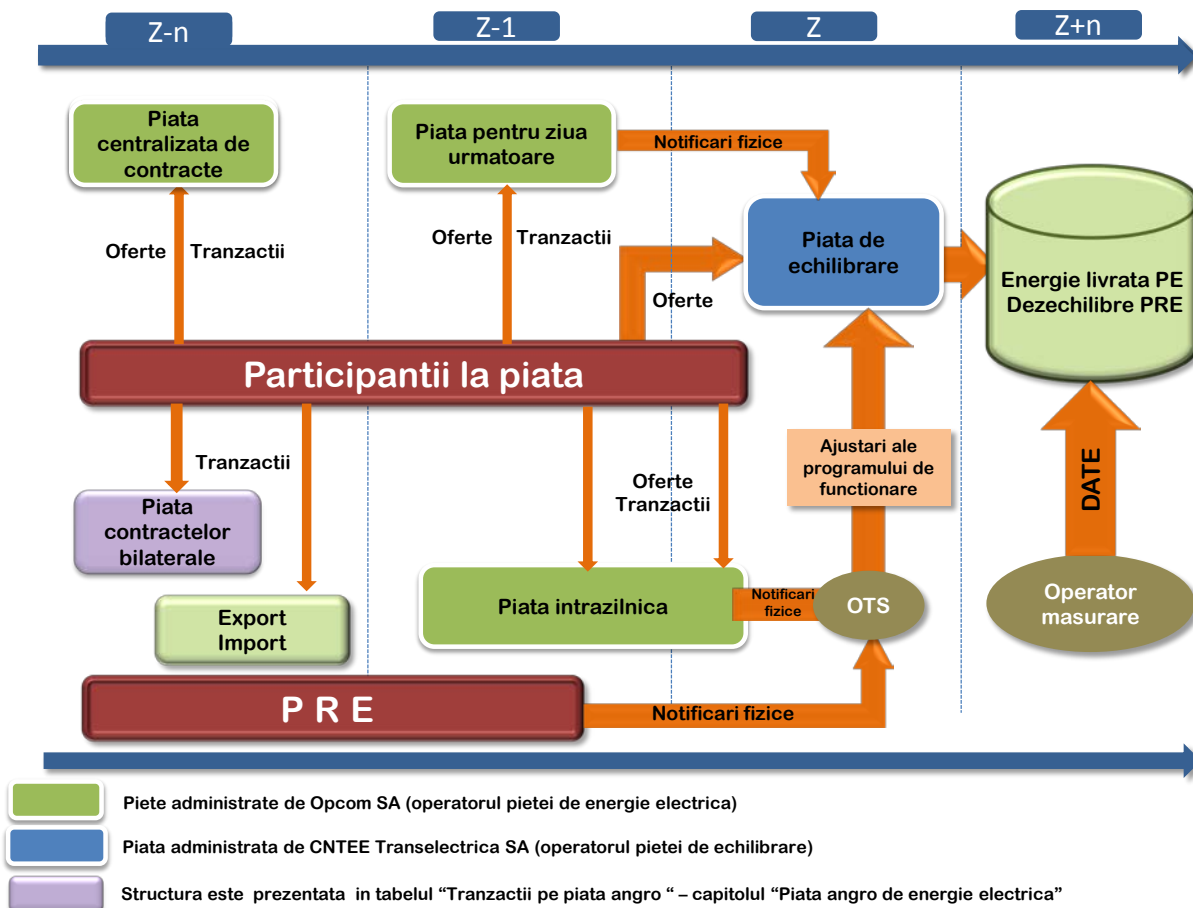 Z-n
Z-1
Z
Z+n
Piata
centralizata de
contracte
Piata pentru ziua
urmatoare
Notificari fizice
Oferte
Tranzactii
Oferte
Tranzactii
Oferte
Piata de
echilibrare
Energie livrata PE
Dezechilibre PRE
Participantii la piata
Tranzactii
Oferte
Tranzactii
Ajustari ale
programului de
functionare
DATE
Piata
contractelor
bilaterale
Export
Import
Piata intrazilnica
Notificari
fizice
OTS
Operator
masurare
P R E
Notificari fizice
Piete administrate de Opcom SA (operatorul pietei de energie electrica)
Piata administrata de CNTEE Transelectrica SA (operatorul pietei de echilibrare)
Structura este prezentata in tabelul “Tranzactii pe piata angro “ – capitolul “Piata angro de energie electrica”